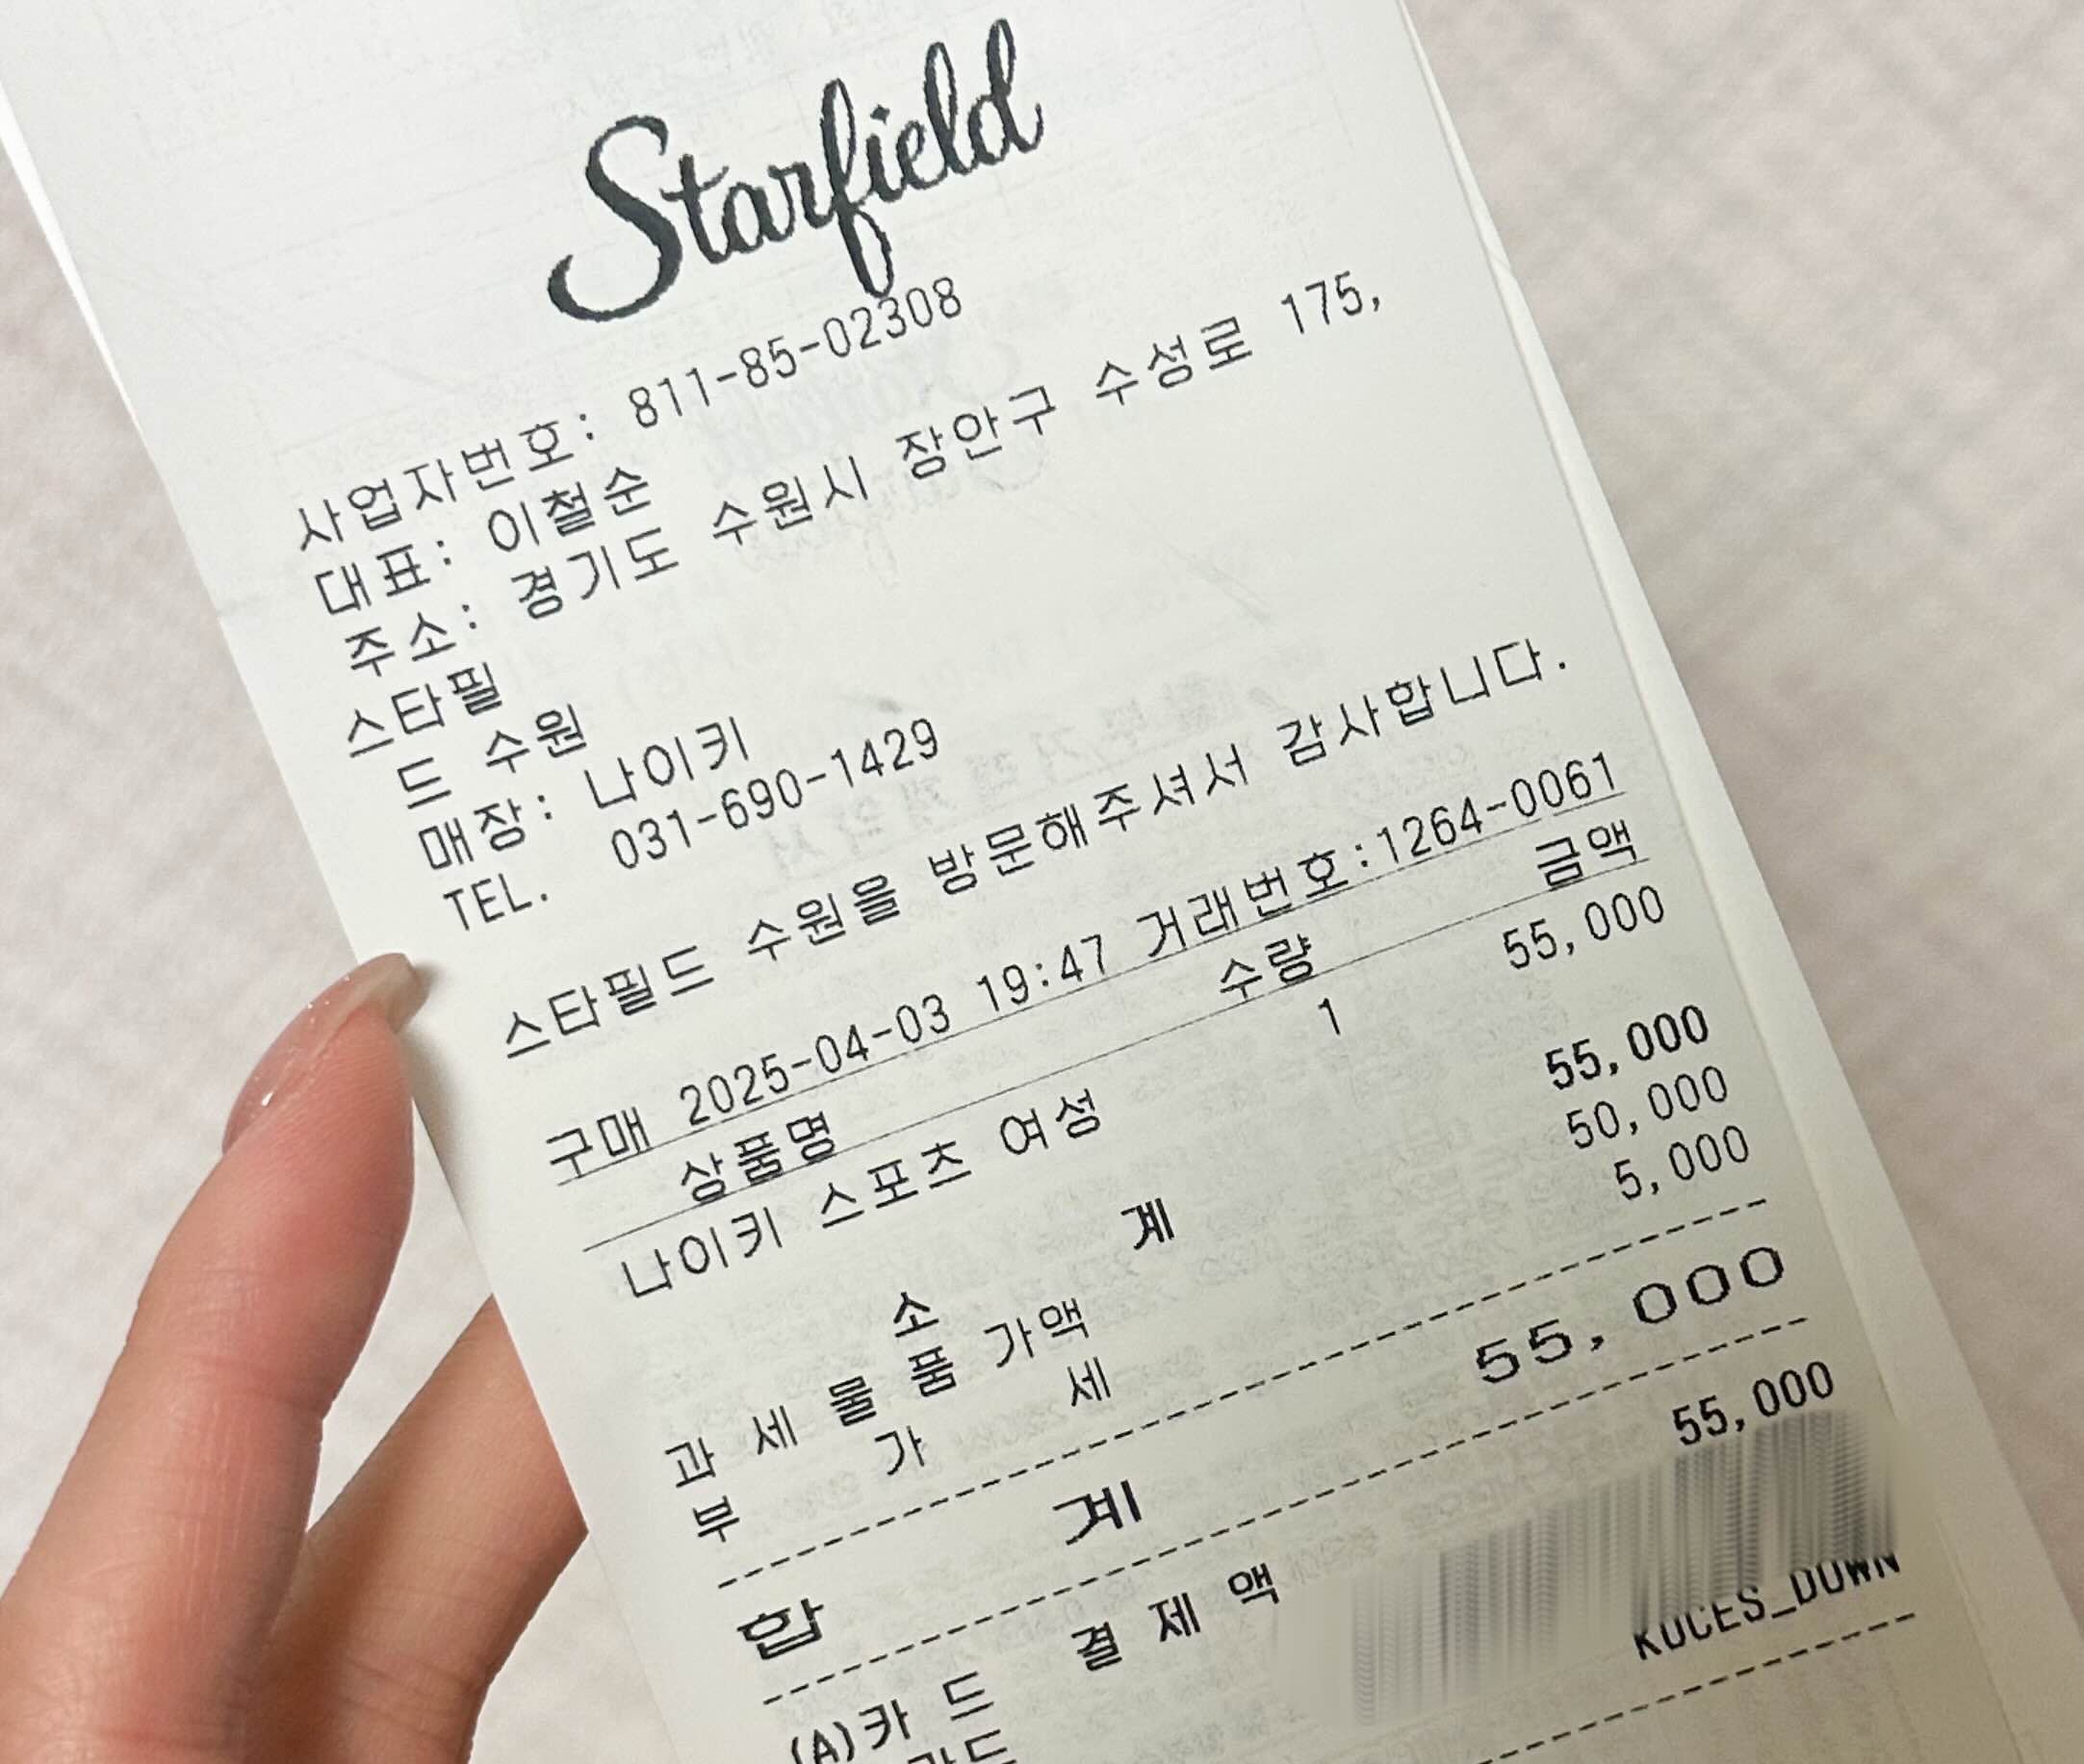 Starfield
사업자번호: 811-85-02308
대표: 이철순
주소: 경기도 수원시 장안구 수성로 175,
스타필
드 수원
매장: 나이키
TEL. 031-690-1429
스타필드 수원을 방문해주셔서 감사합니다.
구매 2025-04-03 19:47 거래번호:1264-0061
상품명 수량 금액
나이키 스포츠 여성 1 55,000
소 계 55,000
과 세 물 품 가액 50,000
부 가 세 5,000
합 계 55,000
(A)카 드 결 제 액 55,000
KOCES_DOWN